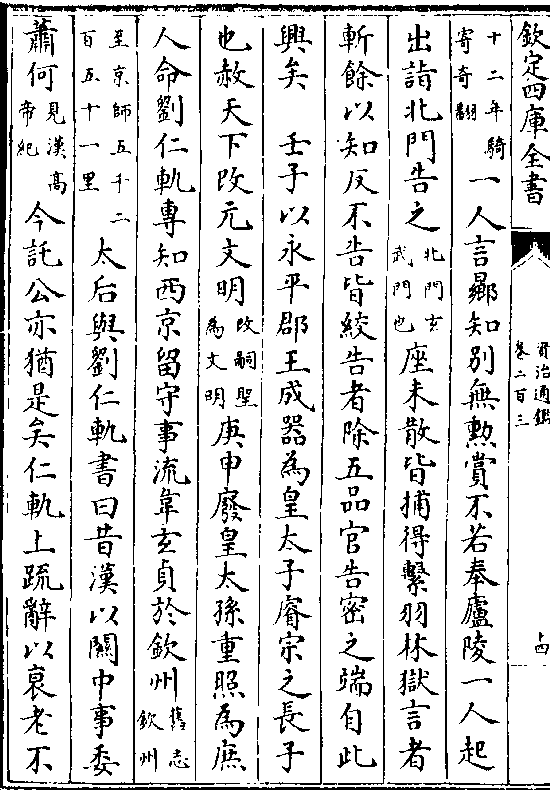 欽定四庫全書
資治通鑑
卷二百三
十四
十二年騎
寄奇翻
一人言曏知别無勲賞不若奉廬陵一人起
出詣北門告之
北門玄
武門也
座未散皆捕得繫羽林獄言者
斬餘以知反不告皆絞告者除五品官告密之端自此
興矣　壬子以永平郡王成器為皇太子睿宗之長子
也赦天下改元文明
改嗣聖
為文明
庚申廢皇太孫重照為庶
人命劉仁軌專知西京留守事流韋玄貞於欽州
舊志
欽州
至京師五千二
百五十一里
太后與劉仁軌書曰昔漢以關中事委
蕭何
見漢高
帝紀
今託公亦猶是矣仁軌上疏辭以衰老不